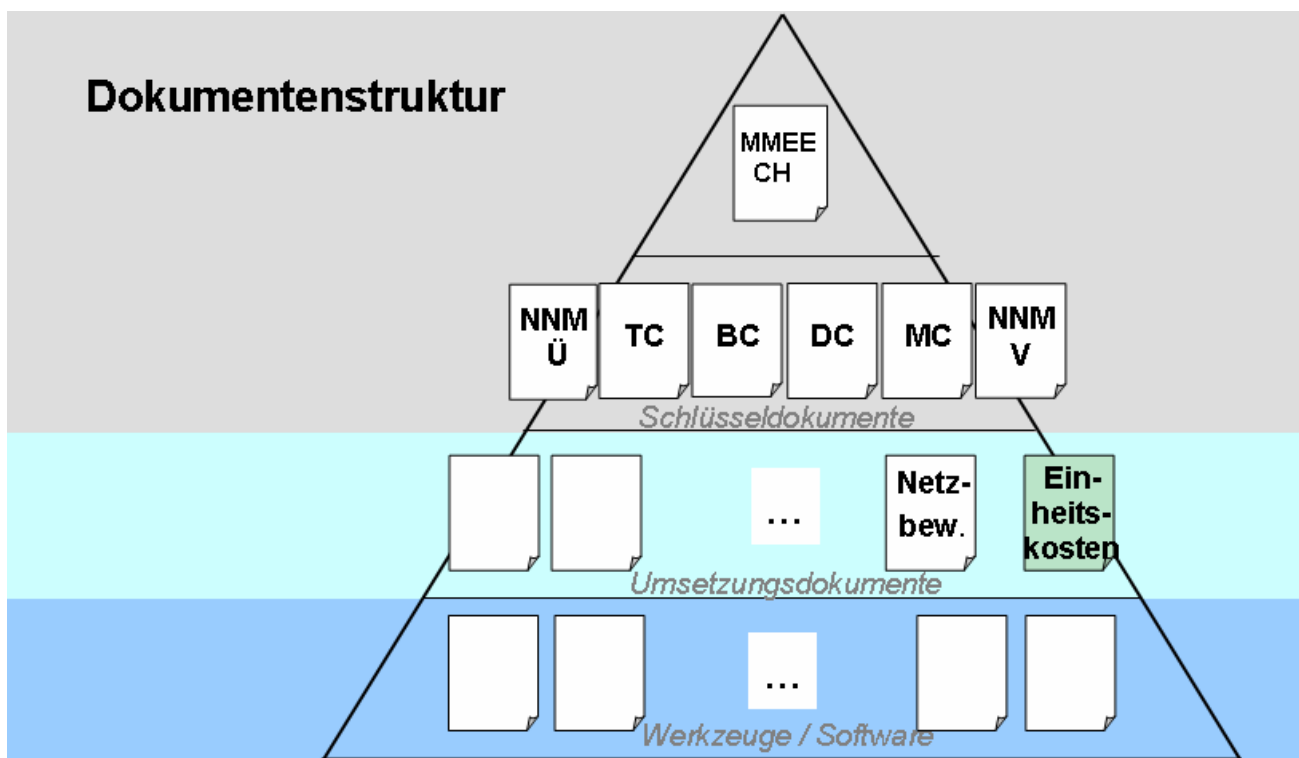 Dokumentenstruktur
MMEE
CH
NNM
Ü
TC
BC
DC
MC
NNM
V
Schlüsseldokumente
...
Netz-
bew.
Ein-
heits-
kosten
Umsetzungsdokumente
...
Werkzeuge / Software